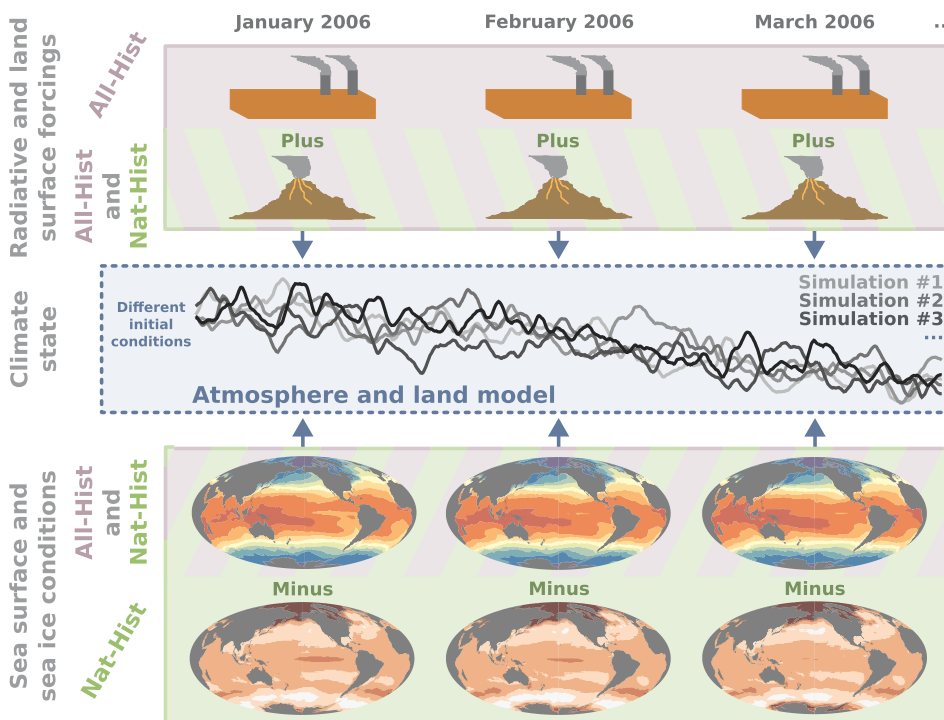 January 2006
February 2006
March 2006
..
Radiative and land
surface forcings
All-Hist
Plus
Plus
Plus
All-Hist
and
Nat-Hist
Climate
state
Different
initial
conditions
Simulation #1
Simulation #2
Simulation #3
...
Atmosphere and land model
Sea surface and
sea ice conditions
All-Hist
and
Nat-Hist
Minus
Minus
Minus
Nat-Hist